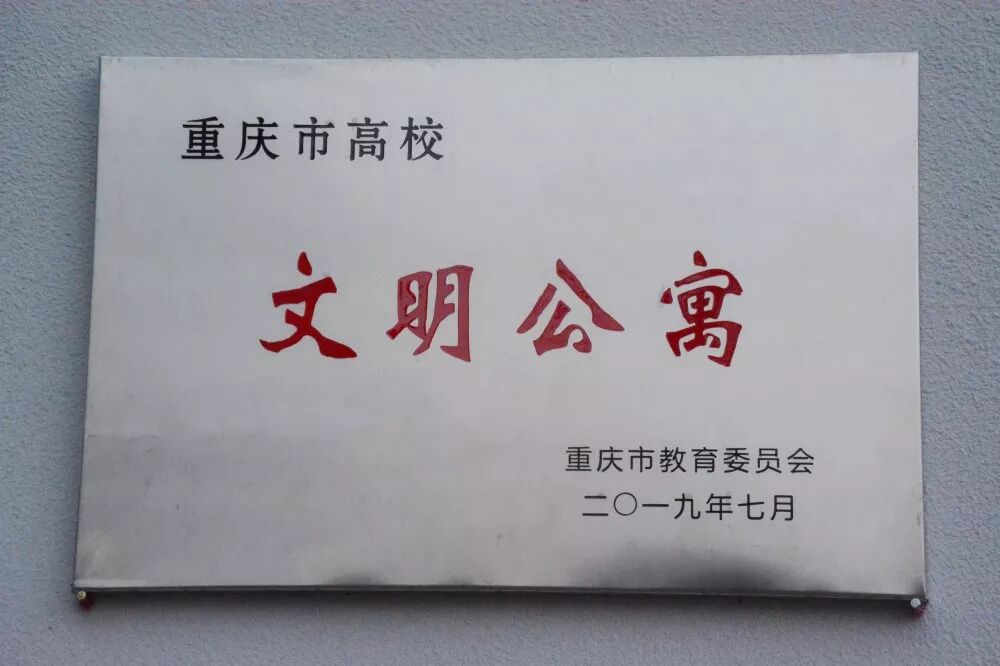 重庆市高校
文明公寓
重庆市教育委员会
二〇一九年七月